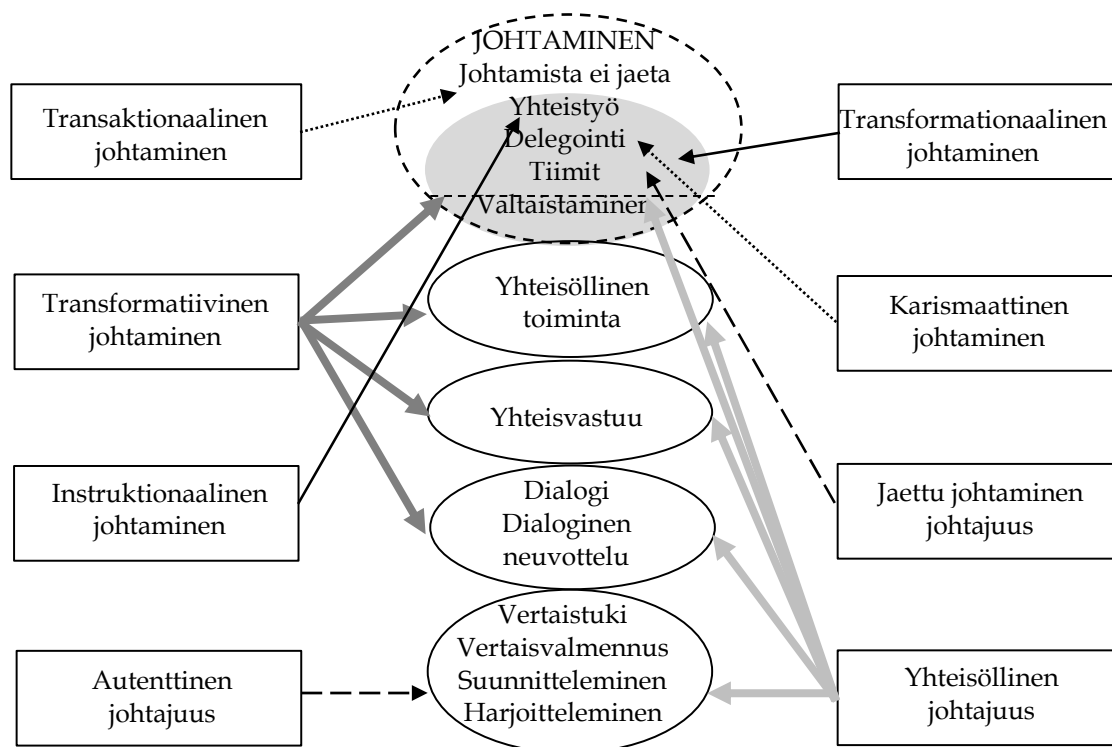 JOHTAMINEN
Johtamista ei jaeta
Yhteistyö
Delegointi
Tiimit
Valtaistaminen
Transaktionaalinen
johtaminen
Transformationaalinen
johtaminen
Transformatiivinen
johtaminen
Yhteisöllinen
toiminta
Karismaattinen
johtaminen
Yhteisvastuu
Instruktionaalinen
johtaminen
Dialogi
Dialoginen
neuvottelu
Jaettu johtaminen
johtajuus
Autenttinen
johtajuus
Vertaistuki
Vertaisvalmennus
Suunnitteleminen
Harjoitteleminen
Yhteisöllinen
johtajuus